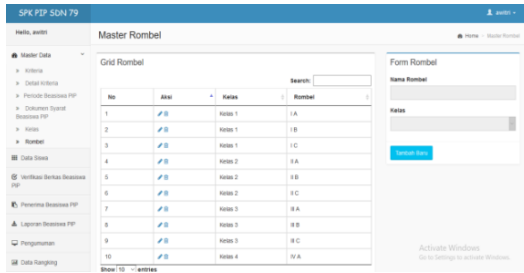 SPK PIP SDN 79
awitri
Hello, awitri
Master Rombel
Home - Master Rombel
Master Data
Kriteria
Detail Kriteria
Periode Beasiswa PIP
Dokumen Syarat
Beasiswa PIP
Kelas
Rombel
Data Siswa
Verifikasi Berkas Beasiswa
PIP
Penerima Beasiswa PIP
Laporan Beasiswa PIP
Pengumuman
Data Rangking
Grid Rombel
Search:
No Aksi Kelas Rombel
1 Kelas 1 I A
2 Kelas 1 I B
3 Kelas 1 I C
4 Kelas 2 II A
5 Kelas 2 II B
6 Kelas 2 II C
7 Kelas 3 III A
8 Kelas 3 III B
9 Kelas 3 III C
10 Kelas 4 IV A
Show 10 entries
Form Rombel
Nama Rombel
Kelas
Tambah Baru
Activate Windows
Go to Settings to activate Windows.